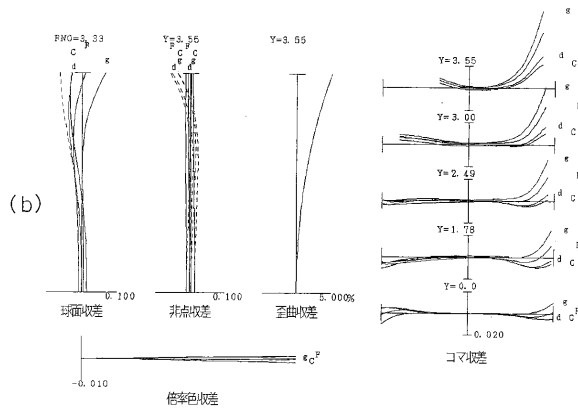 (b)
FNO=3.33
F
C
d
g
0.100
球面収差
Y=3.55
F F
C C
g g
d d
0.100
非点収差
Y=3.55
5.000%
歪曲収差
g C F
-0.010
倍率色収差
g
F
Y=3.55
C
d
g
Y=3.00
C
d
g
F
Y=2.49
d C
g
F
Y=1.78
d C
Y=0.0
g
d C F
0.020
コマ収差